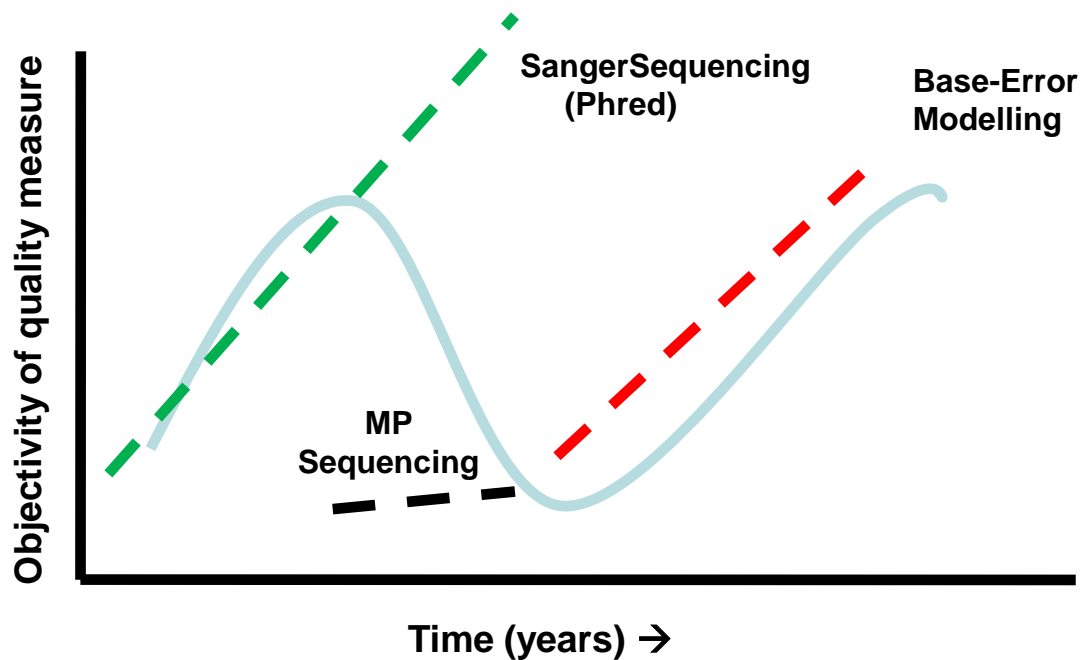 Objectivity of quality measure
SangerSequencing
(Phred)
Base-Error
Modelling
MP
Sequencing
Time (years) →